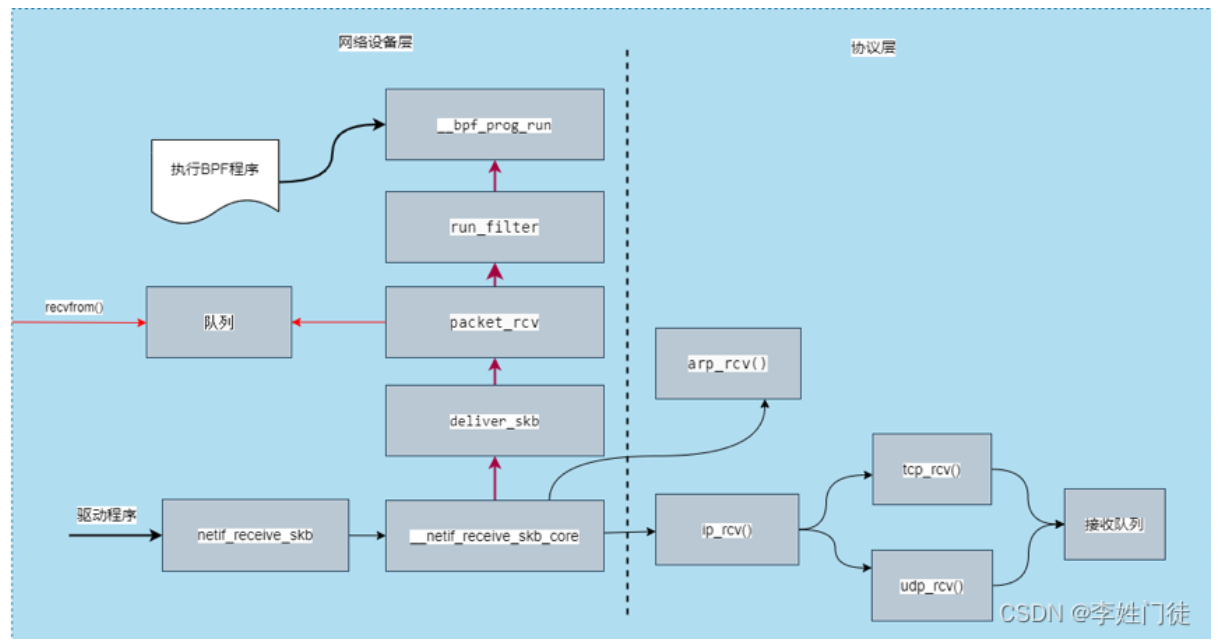 网络设备层
协议层
__bpf_prog_run
执行BPF程序
run_filter
recvfrom()
队列
packet_rcv
arp_rcv()
deliver_skb
tcp_rcv()
驱动程序
netif_receive_skb
__netif_receive_skb_core
ip_rcv()
接收队列
udp_rcv()
CSDN @李姓门徒